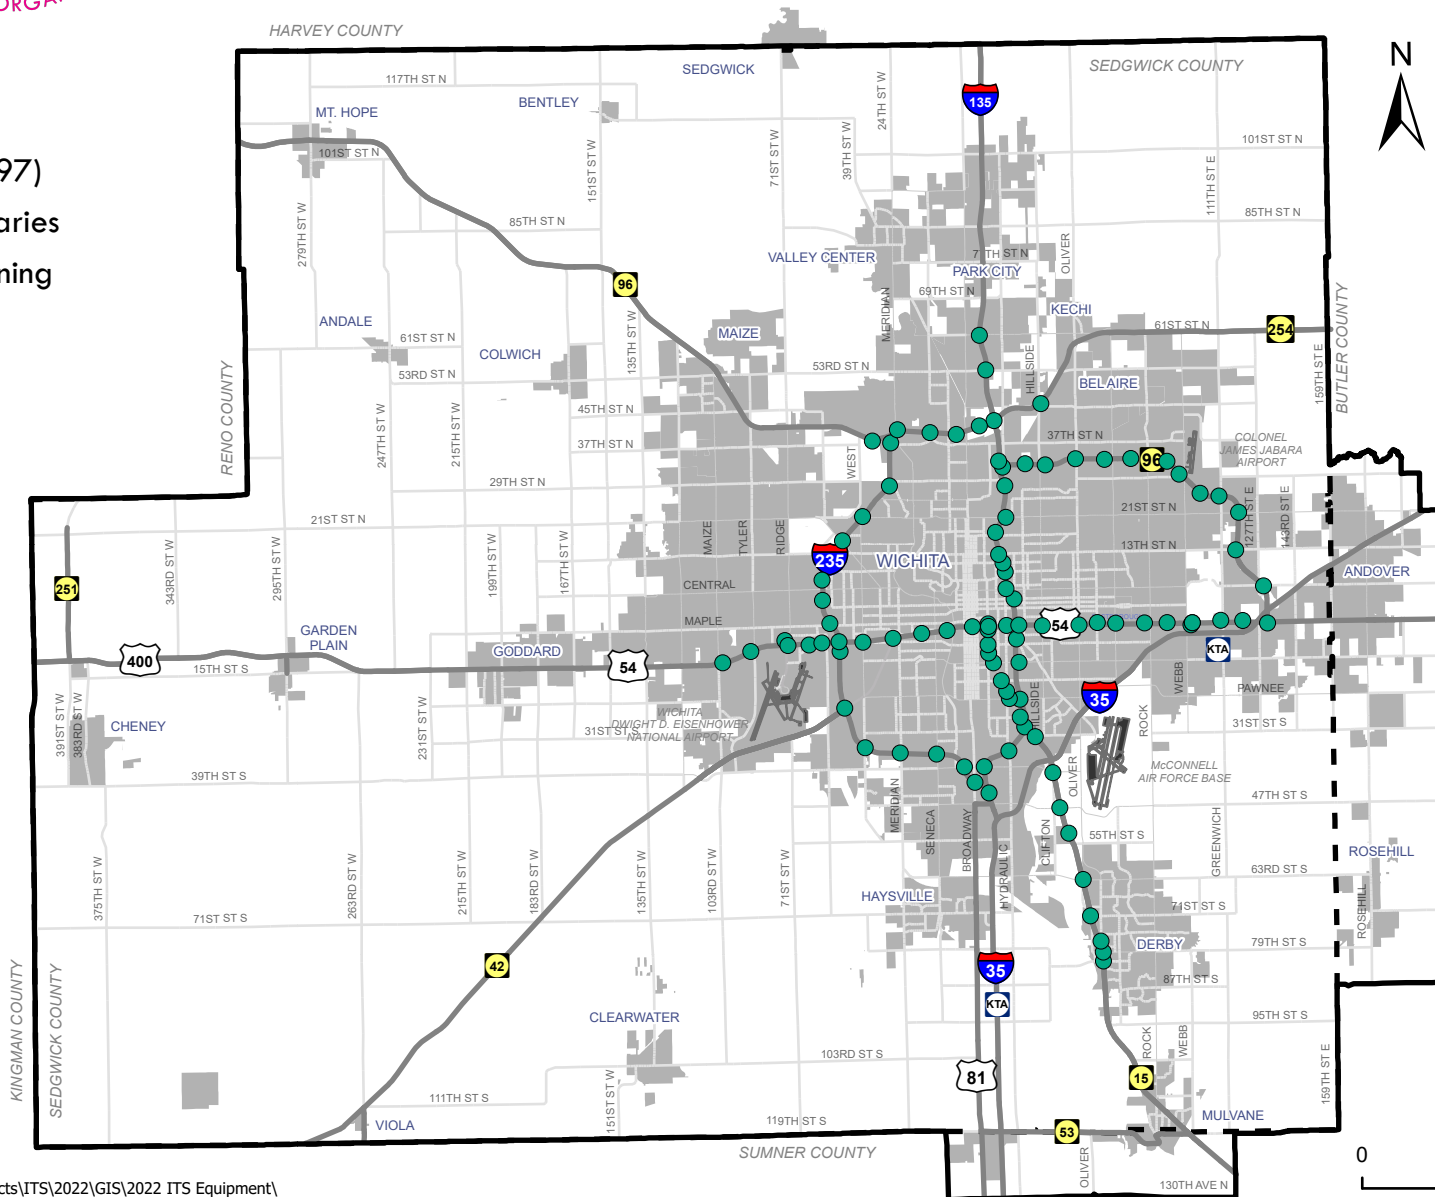 ORGA
HARVEY COUNTY
SEDGWICK
SEDGWICK COUNTY
N
117TH ST N
BENTLEY
24TH ST W
135
MT. HOPE
101ST ST N
101ST ST N
97)
151ST ST W
71ST ST W
39TH ST W
111TH ST E
aries
279TH ST W
85TH ST N
85TH ST N
ning
VALLEY CENTER
77TH ST N
OLIVER
PARK CITY
96
69TH ST N
MERIDIAN
KECHI
BUTLER COUNTY
ANDALE
61ST ST N
135TH ST W
MAIZE
61ST ST N
254
COLWICH
HILLSIDE
159TH ST E
53RD ST N
53RD ST N
BEL AIRE
RENO COUNTY
247TH ST W
215TH ST W
45TH ST N
37TH ST N
37TH ST N
WEST
96
COLONEL
JAMES JABARA
AIRPORT
29TH ST N
21ST ST N
21ST ST N
127TH ST E
143RD ST E
MAIZE
TYLER
RIDGE
13TH ST N
343RD ST W
295TH ST W
199TH ST W
167TH ST W
235
WICHITA
251
CENTRAL
ANDOVER
MAPLE
54
GARDEN
PLAIN
GODDARD
400
15TH ST S
54
KTA
WEBB
PAWNEE
35
391ST ST W
383RD ST W
CHENEY
231ST ST W
WICHITA
DWIGHT D. EISENHOWER
NATIONAL AIRPORT
31ST ST S
HILLSIDE
ROCK
31ST ST S
39TH ST S
OLIVER
McCONNELL
AIR FORCE BASE
MERIDIAN
SENECA
BROADWAY
HYDRAULIC
CLIFTON
47TH ST S
55TH ST S
GREENWICH
ROSEHILL
375TH ST W
263RD ST W
215TH ST W
183RD ST W
135TH ST W
103RD ST W
71ST ST W
63RD ST S
HAYSVILLE
71ST ST S
71ST ST S
ROSEHILL
DERBY
79TH ST S
42
35
87TH ST S
KINGMAN COUNTY
SEDGWICK COUNTY
KTA
CLEARWATER
95TH ST S
ROCK
WEBB
103RD ST S
159TH ST E
81
15
111TH ST S
151ST ST W
VIOLA
119TH ST S
MULVANE
53
SUMNER COUNTY
OLIVER
0
130TH AVE N
cts\ITS\2022\GIS\2022 ITS Equipment\